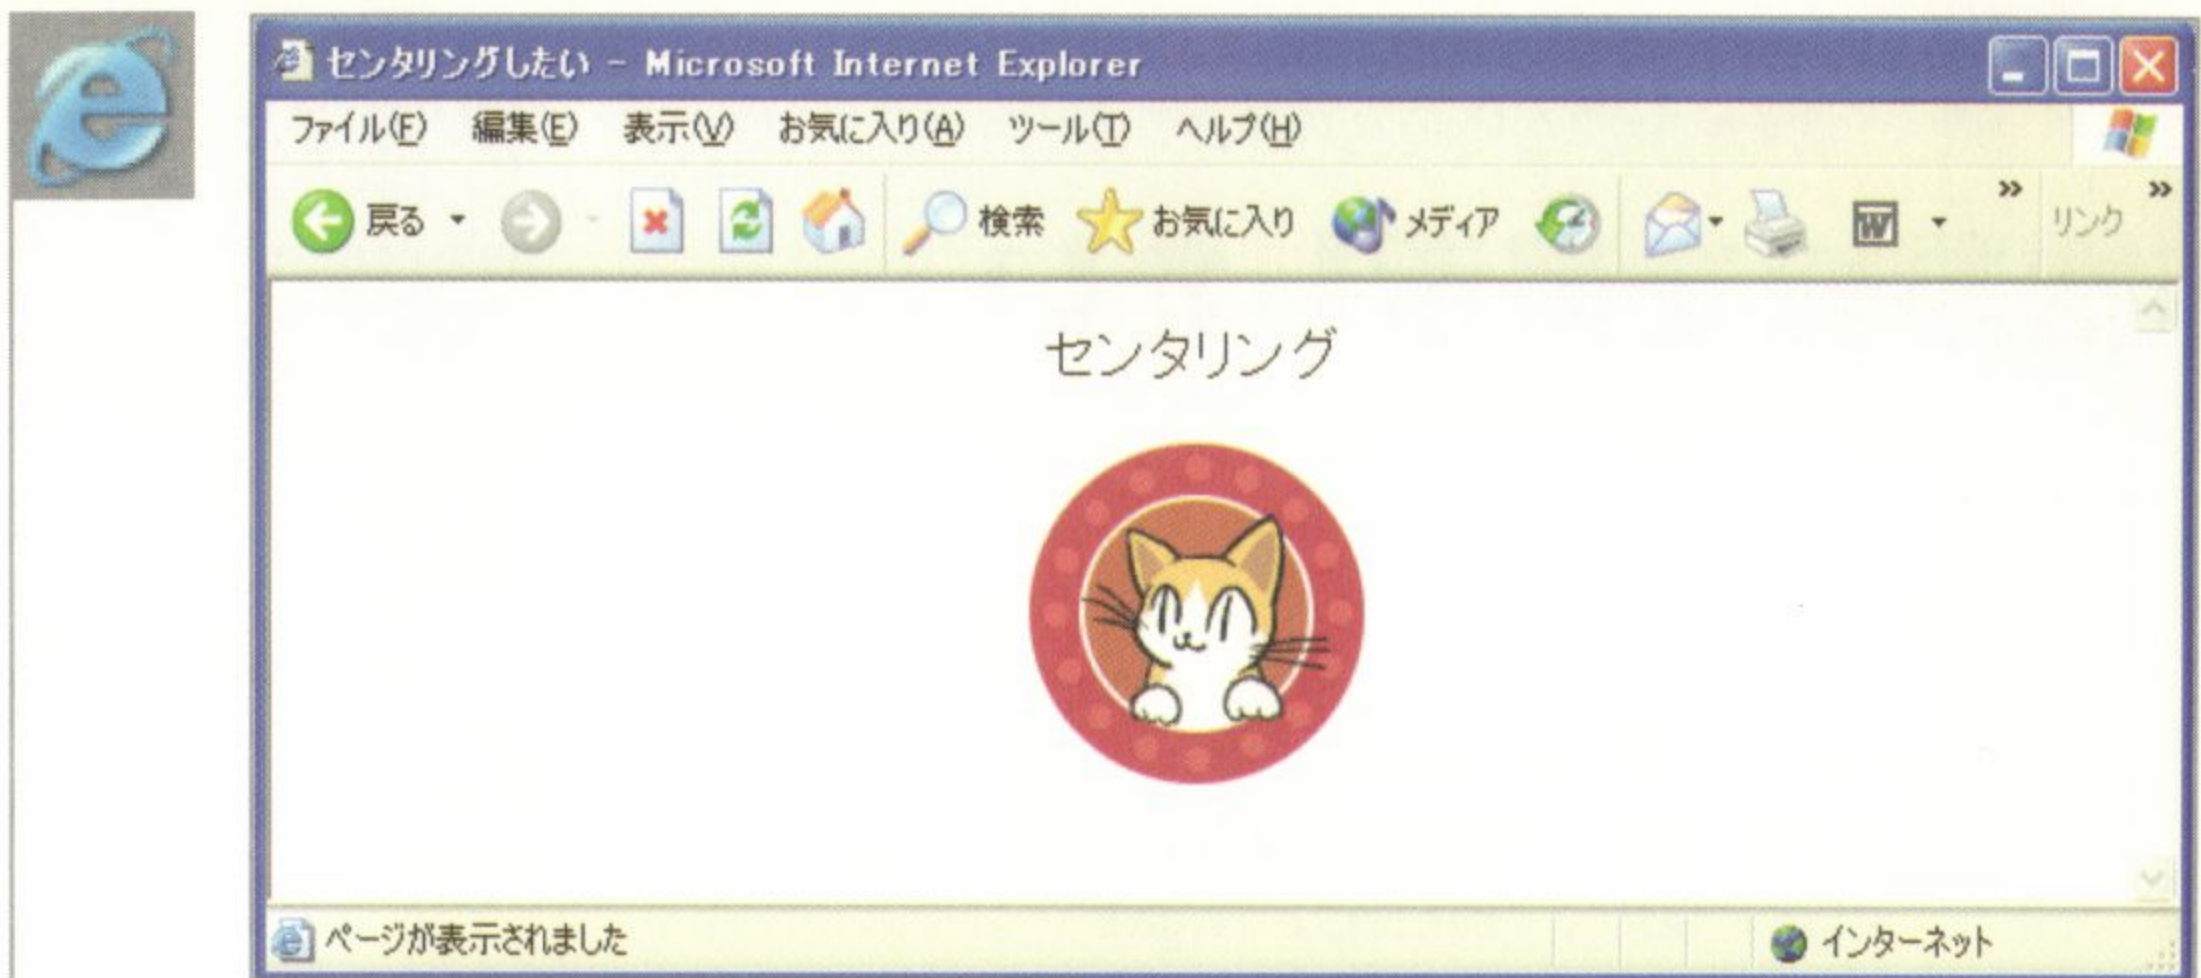 センタリングしたい - Microsoft Internet Explorer
ファイル(F) 編集(E) 表示(V) お気に入り(A) ツール(T) ヘルプ(H)
戻る 検索 お気に入り メディア W » リンク »
センタリング
ページが表示されました インターネット